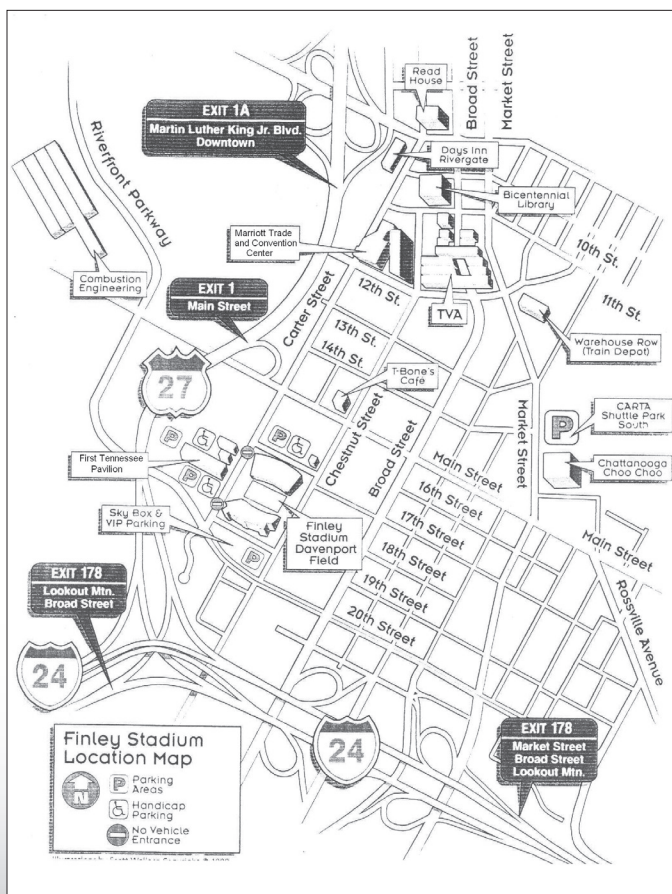 Broad Street
Market Street
Read
House
EXIT 1A
Martin Luther King Jr. Blvd.
Downtown
Riverfront Parkway
Days Inn
Rivergate
Bicentennial
Library
Marriott Trade
and Convention
Center
10th St.
11th St.
Combustion
Engineering
EXIT 1
Main Street
Carter Street
12th St.
TVA
13th St.
14th St.
Warehouse Row
(Train Depot)
27
T-Bone's
Cafe
Market Street
P
CARTA
Shuttle Park
South
Chestnut Street
Broad Street
Main Street
Chattanooga
Choo Choo
P
P
First Tennessee
Pavilion
P
16th Street
17th Street
Main Street
Sky Box &
VIP Parking
Finley
Stadium
Davenport
Field
18th Street
19th Street
20th Street
P
Rossville Avenue
EXIT 178
Lookout Mtn.
Broad Street
24
24
EXIT 178
Market Street
Broad Street
Lookout Mtn.
Finley Stadium
Location Map
N
P
Parking
Areas
Handicap
Parking
No Vehicle
Entrance